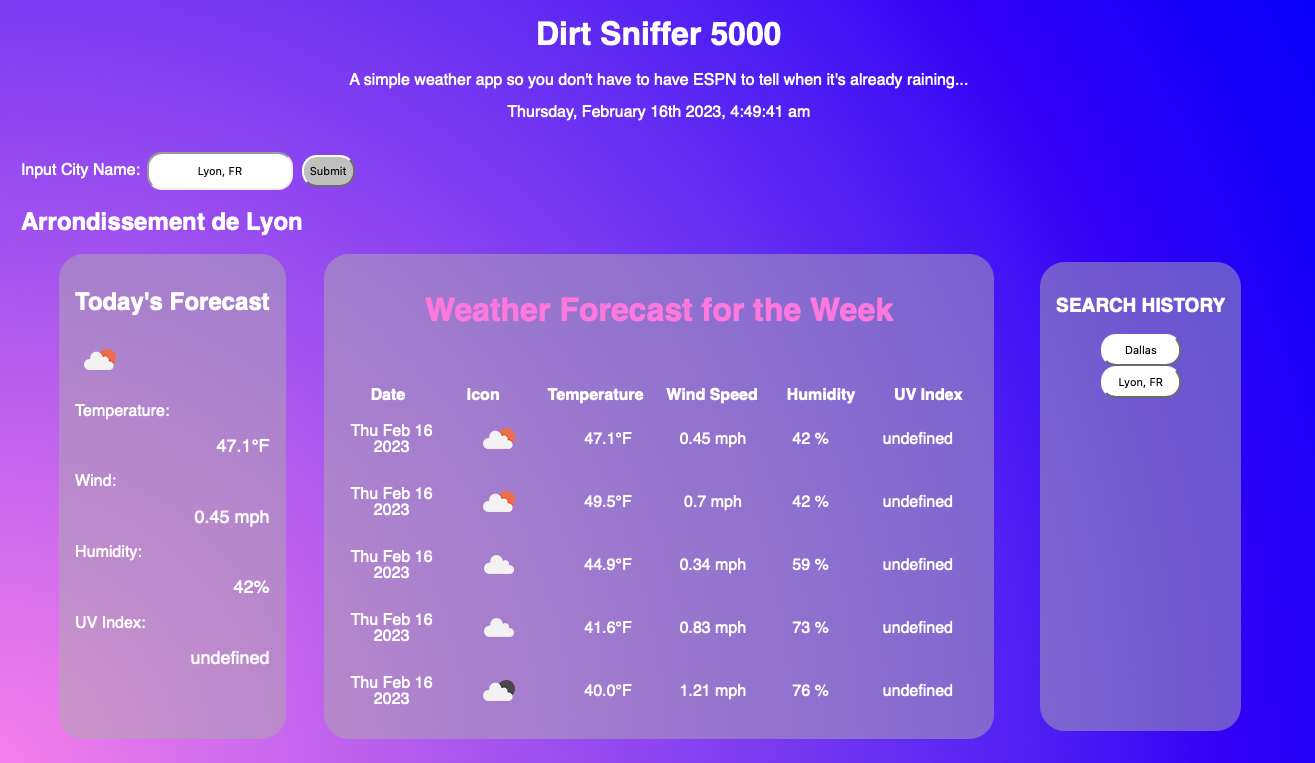 Dirt Sniffer 5000
A simple weather app so you don't have to have ESPN to tell when it's already raining...
Thursday, February 16th 2023, 4:49:41 am
Input City Name: Lyon, FR Submit
Arrondissement de Lyon
Today's Forecast
Temperature:
47.1°F
Wind:
0.45 mph
Humidity:
42%
UV Index:
undefined
Weather Forecast for the Week
Date Icon Temperature Wind Speed Humidity UV Index
Thu Feb 16
2023 47.1°F 0.45 mph 42 % undefined
Thu Feb 16
2023 49.5°F 0.7 mph 42 % undefined
Thu Feb 16
2023 44.9°F 0.34 mph 59 % undefined
Thu Feb 16
2023 41.6°F 0.83 mph 73 % undefined
Thu Feb 16
2023 40.0°F 1.21 mph 76 % undefined
SEARCH HISTORY
Dallas
Lyon, FR